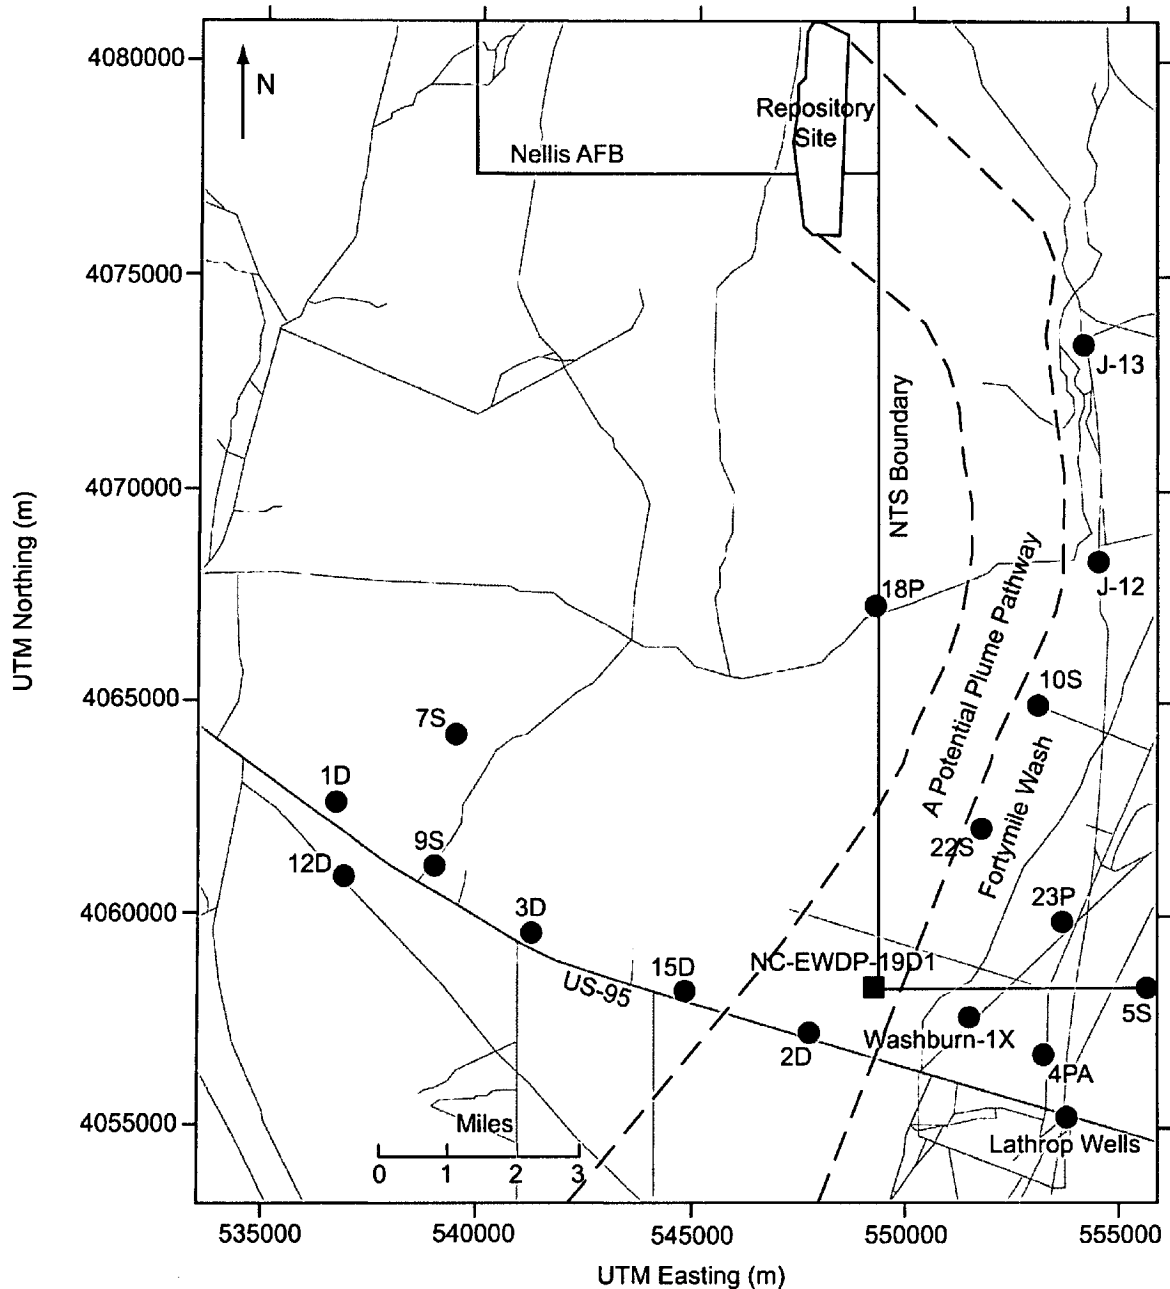 4080000
N
Repository
Site
Nellis AFB
4075000
J-13
NTS Boundary
4070000
UTM Northing (m)
A Potential Plume Pathway
18P
J-12
4065000
10S
7S
Fortymile Wash
1D
9S
22S
12D
23P
4060000
3D
NC-EWDP-19D1
15D
US-95
5S
2D
Washburn-1X
4PA
4055000
Miles
Lathrop Wells
0 1 2 3
535000 540000 545000 550000 555000
UTM Easting (m)